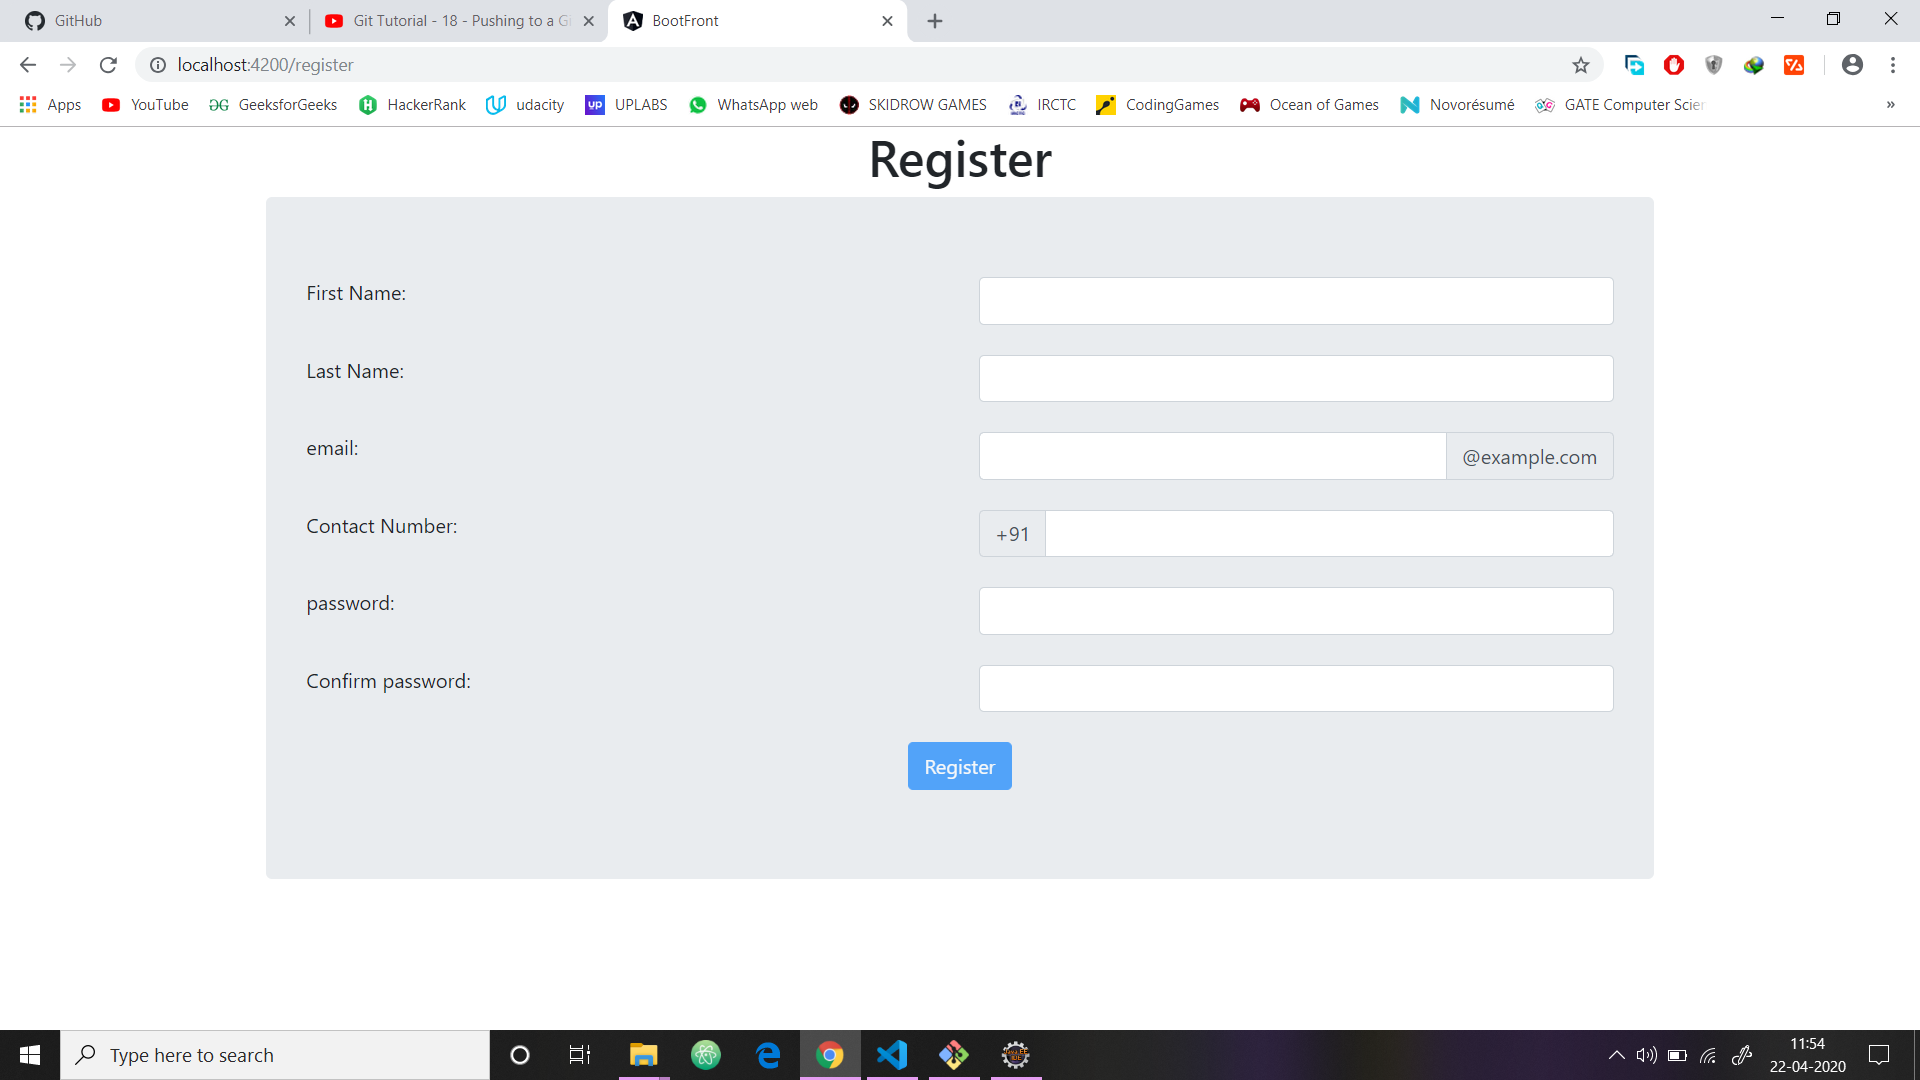 GitHub
Git Tutorial - 18 - Pushing to a Gi
BootFront
localhost:4200/register
Apps
YouTube
GeeksforGeeks
HackerRank
udacity
UPLABS
WhatsApp web
SKIDROW GAMES
IRCTC
CodingGames
Ocean of Games
Novorésumé
GATE Computer Scien
»
Register
First Name:
Last Name:
email:
@example.com
Contact Number:
+91
password:
Confirm password:
Register
Type here to search
11:54
22-04-2020